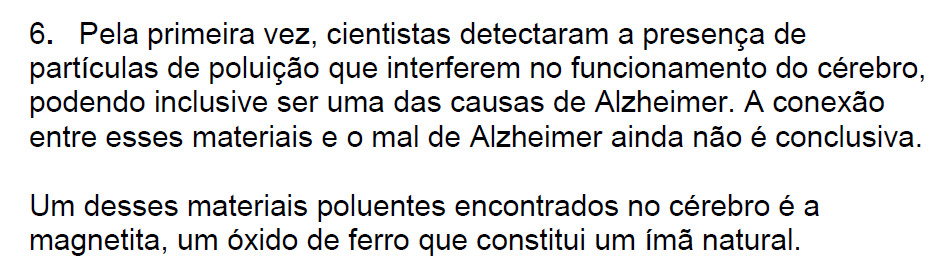 6. Pela primeira vez, cientistas detectaram a presença de
partículas de poluição que interferem no funcionamento do cérebro,
podendo inclusive ser uma das causas de Alzheimer. A conexão
entre esses materiais e o mal de Alzheimer ainda não é conclusiva.
Um desses materiais poluentes encontrados no cérebro é a
magnetita, um óxido de ferro que constitui um ímã natural.